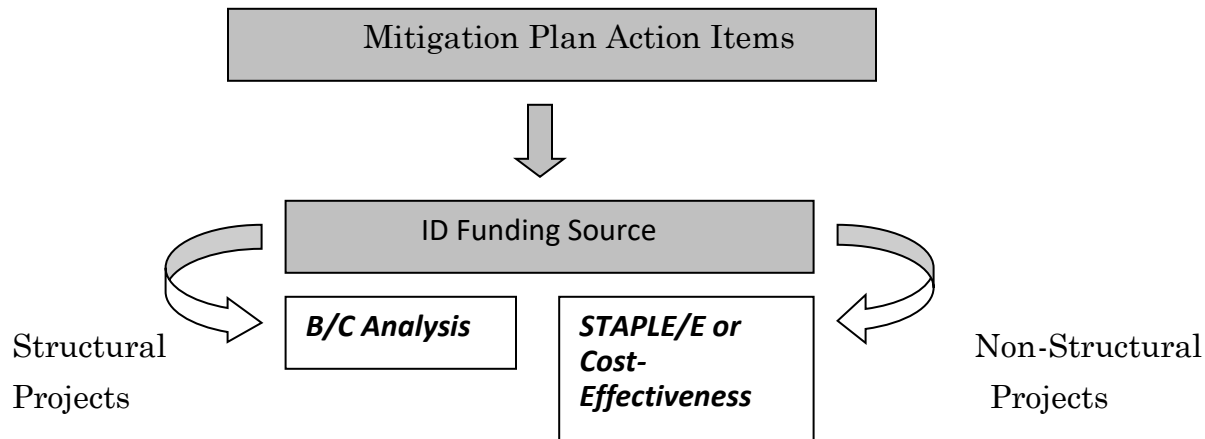 Mitigation Plan Action Items
ID Funding Source
B/C Analysis
STAPLE/E or
Cost-
Effectiveness
Structural
Projects
Non-Structural
Projects